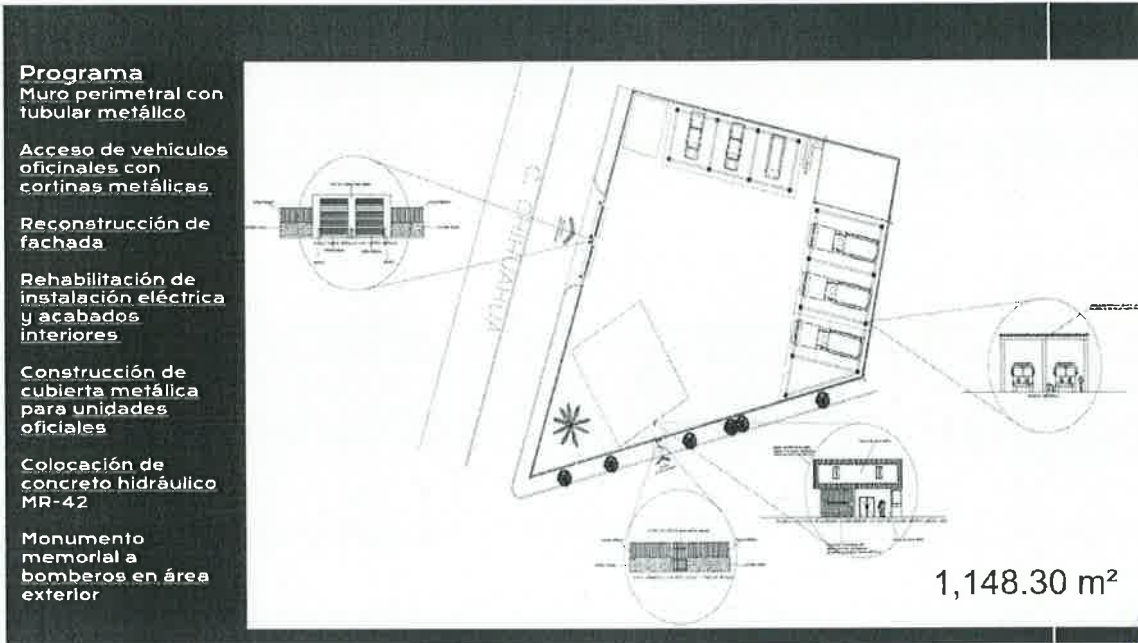 Programa
Muro perimetral con
tubular metálico
Acceso de vehículos
oficinales con
cortinas metálicas
Reconstrucción de
fachada
Rehabilitación de
instalación eléctrica
y acabados
interiores
Construcción de
cubierta metálica
para unidades
oficiales
Colocación de
concreto hidráulico
MR-42
Monumento
memorial a
bomberos en área
exterior
C. CHIHUAHUA
1,148.30 m²